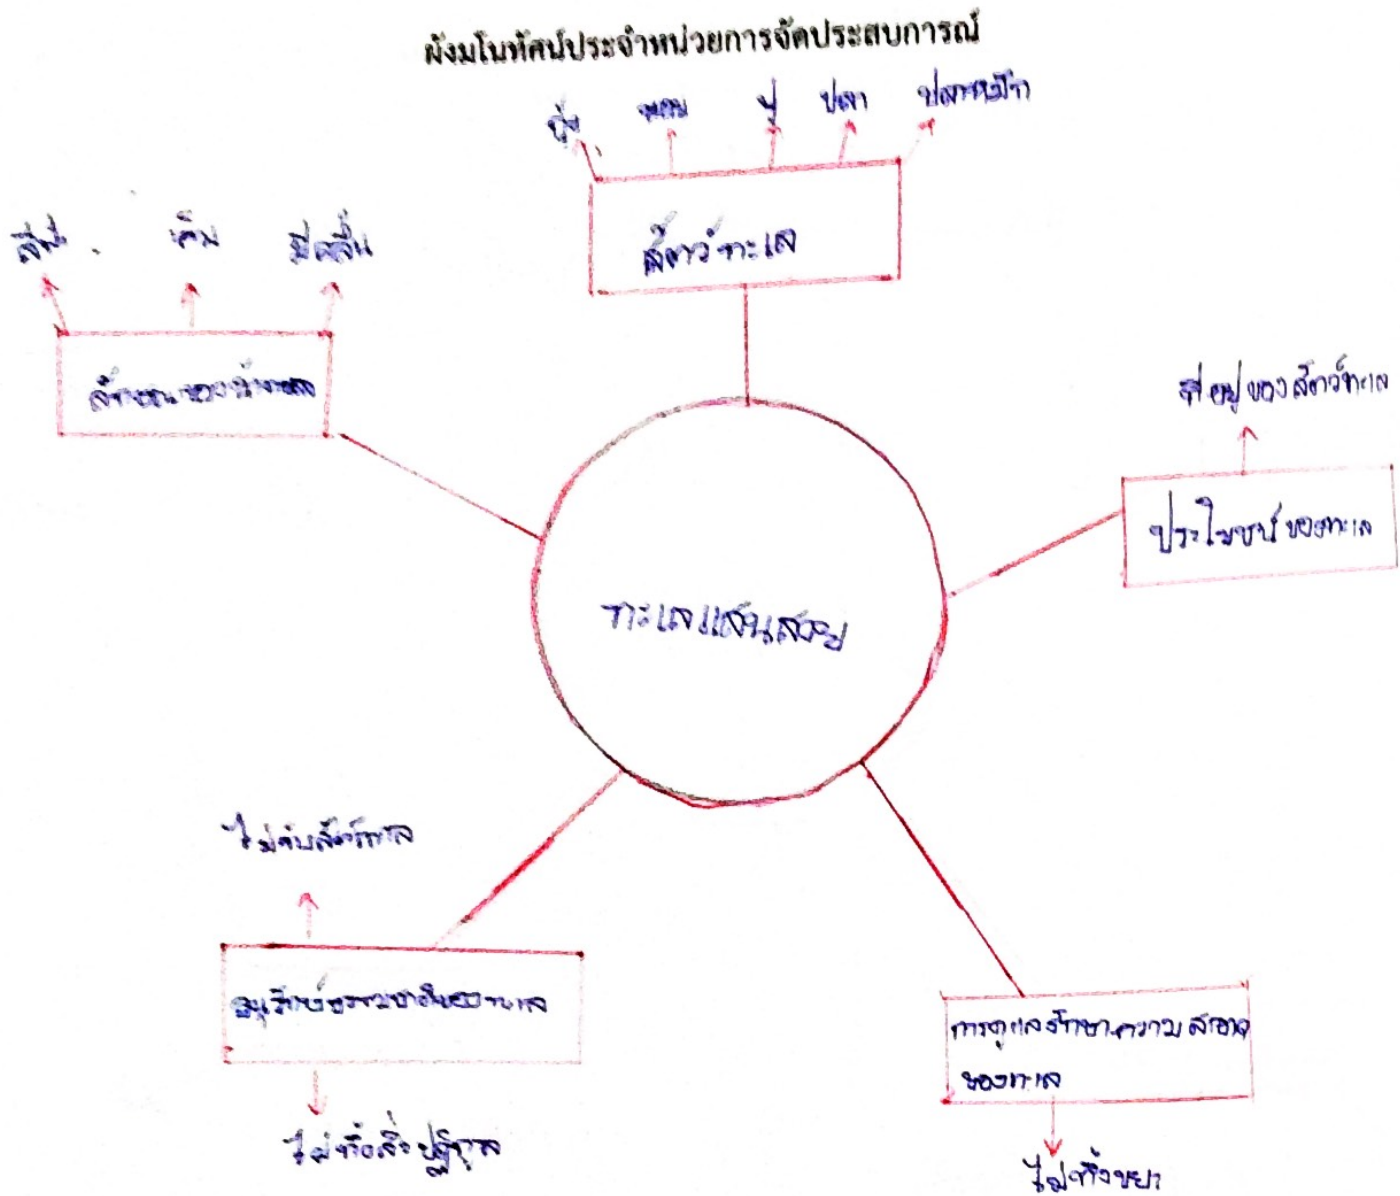 ผังมโนทัศน์ประจำหน่วยการจัดประสบการณ์
กุ้ง หอย ปู ปลา ปลาหมึก
สัตว์ทะเล
สีฟ้า เค็ม มีคลื่น
ลักษณะของน้ำทะเล
ที่อยู่ของสัตว์ทะเล
ประโยชน์ของทะเล
ทะเลแสนสวย
ไม่จับสัตว์ทะเล
อนุรักษ์ธรรมชาติของทะเล
ไม่ทิ้งสิ่งปฏิกูล
การดูแลรักษาความสะอาด
ของทะเล
ไม่ทิ้งขยะ